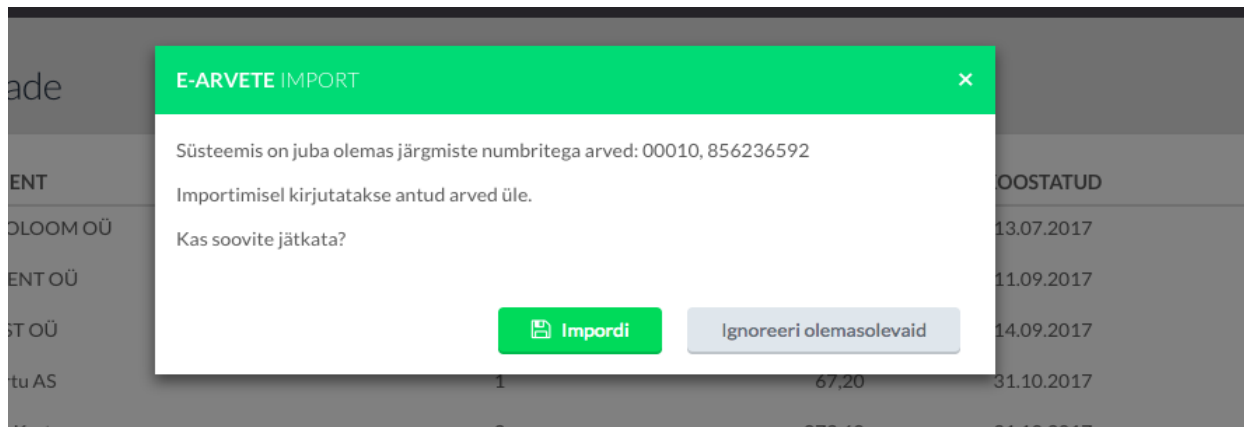 ade
E-ARVETE IMPORT
×
Süsteemis on juba olemas järgmiste numbritega arved: 00010, 856236592
ENT
OOSTATUD
Importimisel kirjutatakse antud arved üle.
OLOOM OÜ
13.07.2017
Kas soovite jätkata?
ENT OÜ
11.09.2017
ST OÜ
Impordi
Ignoreeri olemasolevaid
14.09.2017
rtu AS
1
67,20
31.10.2017